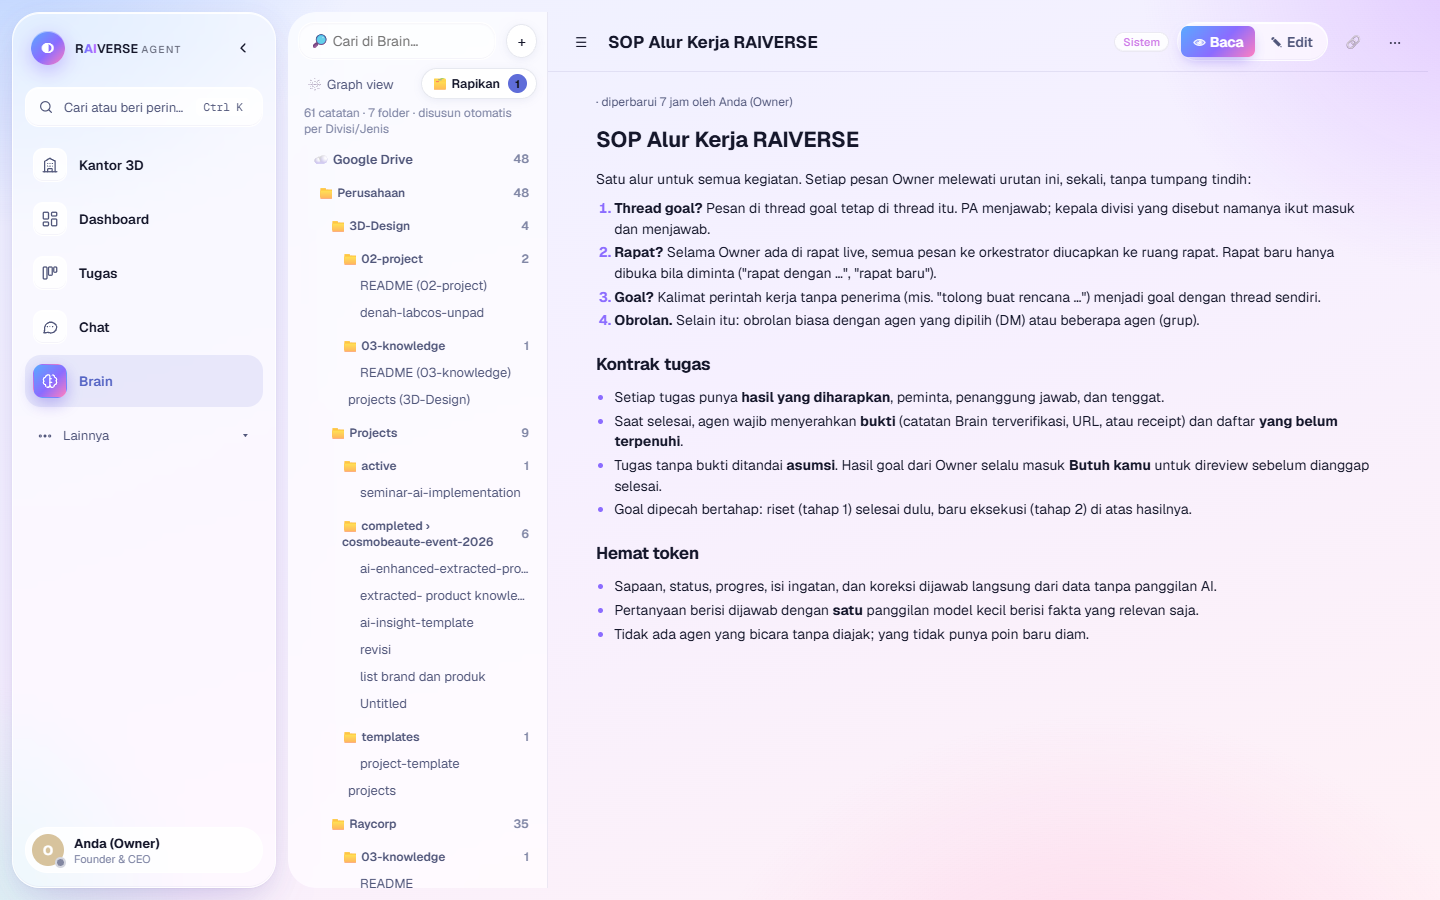 RAIVERSE AGENT
Cari atau beri perin... Ctrl K
Kantor 3D
Dashboard
Tugas
Chat
Brain
Lainnya
O
Anda (Owner)
Founder & CEO
Cari di Brain...
+
Graph view
Rapikan 1
61 catatan · 7 folder · disusun otomatis
per Divisi/Jenis
Google Drive 48
Perusahaan 48
3D-Design 4
02-project 2
README (02-project)
denah-labcos-unpad
03-knowledge 1
README (03-knowledge)
projects (3D-Design)
Projects 9
active 1
seminar-ai-implementation
completed ›
cosmobeaute-event-2026 6
ai-enhanced-extracted-pro...
extracted- product knowle...
ai-insight-template
revisi
list brand dan produk
Untitled
templates 1
project-template
projects
Raycorp 35
03-knowledge 1
README
☰ SOP Alur Kerja RAIVERSE
Sistem
Baca
Edit
...
· diperbarui 7 jam oleh Anda (Owner)
SOP Alur Kerja RAIVERSE
Satu alur untuk semua kegiatan. Setiap pesan Owner melewati urutan ini, sekali, tanpa tumpang tindih:
1. Thread goal? Pesan di thread goal tetap di thread itu. PA menjawab; kepala divisi yang disebut namanya ikut masuk
dan menjawab.
2. Rapat? Selama Owner ada di rapat live, semua pesan ke orkestrator diucapkan ke ruang rapat. Rapat baru hanya
dibuka bila diminta ("rapat dengan ...", "rapat baru").
3. Goal? Kalimat perintah kerja tanpa penerima (mis. "tolong buat rencana ...") menjadi goal dengan thread sendiri.
4. Obrolan. Selain itu: obrolan biasa dengan agen yang dipilih (DM) atau beberapa agen (grup).
Kontrak tugas
• Setiap tugas punya hasil yang diharapkan, peminta, penanggung jawab, dan tenggat.
• Saat selesai, agen wajib menyerahkan bukti (catatan Brain terverifikasi, URL, atau receipt) dan daftar yang belum
terpenuhi.
• Tugas tanpa bukti ditandai asumsi. Hasil goal dari Owner selalu masuk Butuh kamu untuk direview sebelum dianggap
selesai.
• Goal dipecah bertahap: riset (tahap 1) selesai dulu, baru eksekusi (tahap 2) di atas hasilnya.
Hemat token
• Sapaan, status, progres, isi ingatan, dan koreksi dijawab langsung dari data tanpa panggilan AI.
• Pertanyaan berisi dijawab dengan satu panggilan model kecil berisi fakta yang relevan saja.
• Tidak ada agen yang bicara tanpa diajak; yang tidak punya poin baru diam.